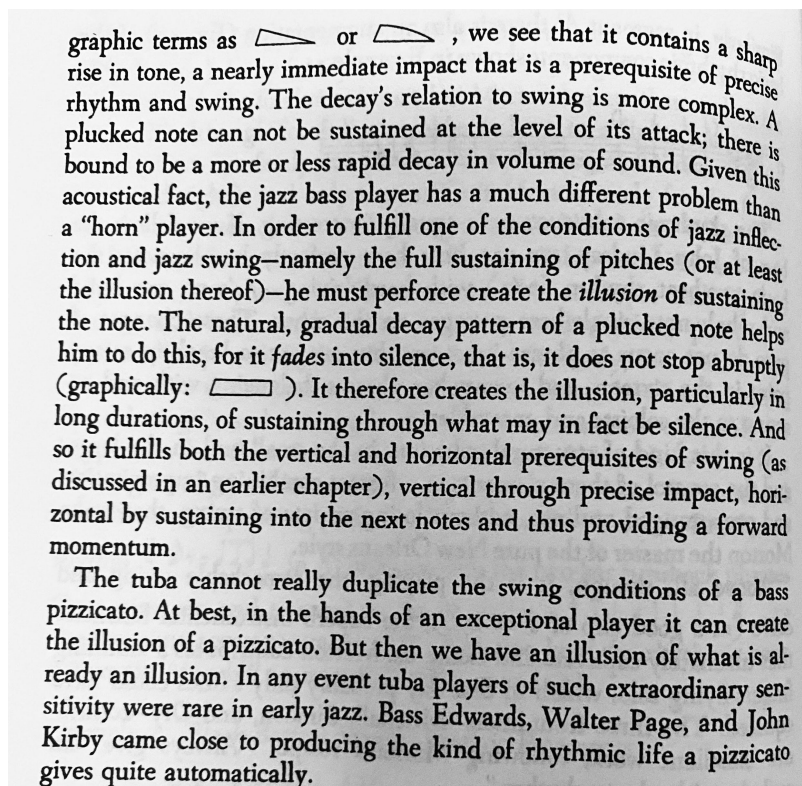 graphic terms as or , we see that it contains a sharp
rise in tone, a nearly immediate impact that is a prerequisite of precise
rhythm and swing. The decay's relation to swing is more complex. A
plucked note can not be sustained at the level of its attack; there is
bound to be a more or less rapid decay in volume of sound. Given this
acoustical fact, the jazz bass player has a much different problem than
a “horn” player. In order to fulfill one of the conditions of jazz inflec-
tion and jazz swing—namely the full sustaining of pitches (or at least
the illusion thereof)—he must perforce create the illusion of sustaining
the note. The natural, gradual decay pattern of a plucked note helps
him to do this, for it fades into silence, that is, it does not stop abruptly
(graphically: ). It therefore creates the illusion, particularly in
long durations, of sustaining through what may in fact be silence. And
so it fulfills both the vertical and horizontal prerequisites of swing (as
discussed in an earlier chapter), vertical through precise impact, hori-
zontal by sustaining into the next notes and thus providing a forward
momentum.
The tuba cannot really duplicate the swing conditions of a bass
pizzicato. At best, in the hands of an exceptional player it can create
the illusion of a pizzicato. But then we have an illusion of what is al-
ready an illusion. In any event tuba players of such extraordinary sen-
sitivity were rare in early jazz. Bass Edwards, Walter Page, and John
Kirby came close to producing the kind of rhythmic life a pizzicato
gives quite automatically.